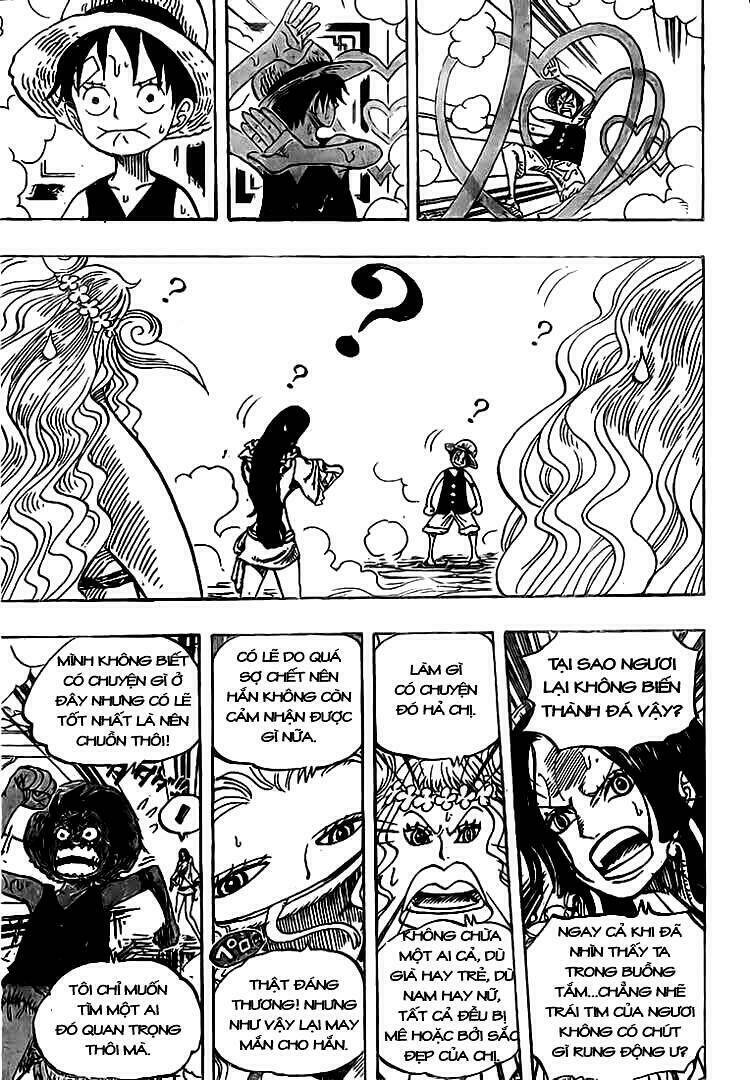 ?
?
?
?
?
TẠI SAO NGƯƠI
LẠI KHÔNG BIẾN
THÀNH ĐÁ VẬY?
NGAY CẢ KHI ĐÃ
NHÌN THẤY TA
TRONG BUỒNG
TẮM...CHẲNG NHẼ
TRÁI TIM CỦA NGƯƠI
KHÔNG CÓ CHÚT
GÌ RUNG ĐỘNG Ư?
LÀM GÌ
CÓ CHUYỆN
ĐÓ HẢ CHỊ.
KHÔNG CHỪA
MỘT AI CẢ, DÙ
GIÀ HAY TRẺ, DÙ
NAM HAY NỮ,
TẤT CẢ ĐỀU BỊ
MÊ HOẶC BỞI SẮC
ĐẸP CỦA CHỊ.
CÓ LẼ DO QUÁ
SỢ CHẾT NÊN
HẮN KHÔNG CÒN
CẢM NHẬN ĐƯỢC
GÌ NỮA.
THẬT ĐÁNG
THƯƠNG! NHƯNG
NHƯ VẬY LẠI MAY
MẮN CHO HẮN.
MÌNH KHÔNG BIẾT
CÓ CHUYỆN GÌ Ở
ĐÂY NHƯNG CÓ LẼ
TỐT NHẤT LÀ NÊN
CHUỒN THÔI!
TÔI CHỈ MUỐN
TÌM MỘT AI
ĐÓ QUAN TRỌNG
THÔI MÀ.